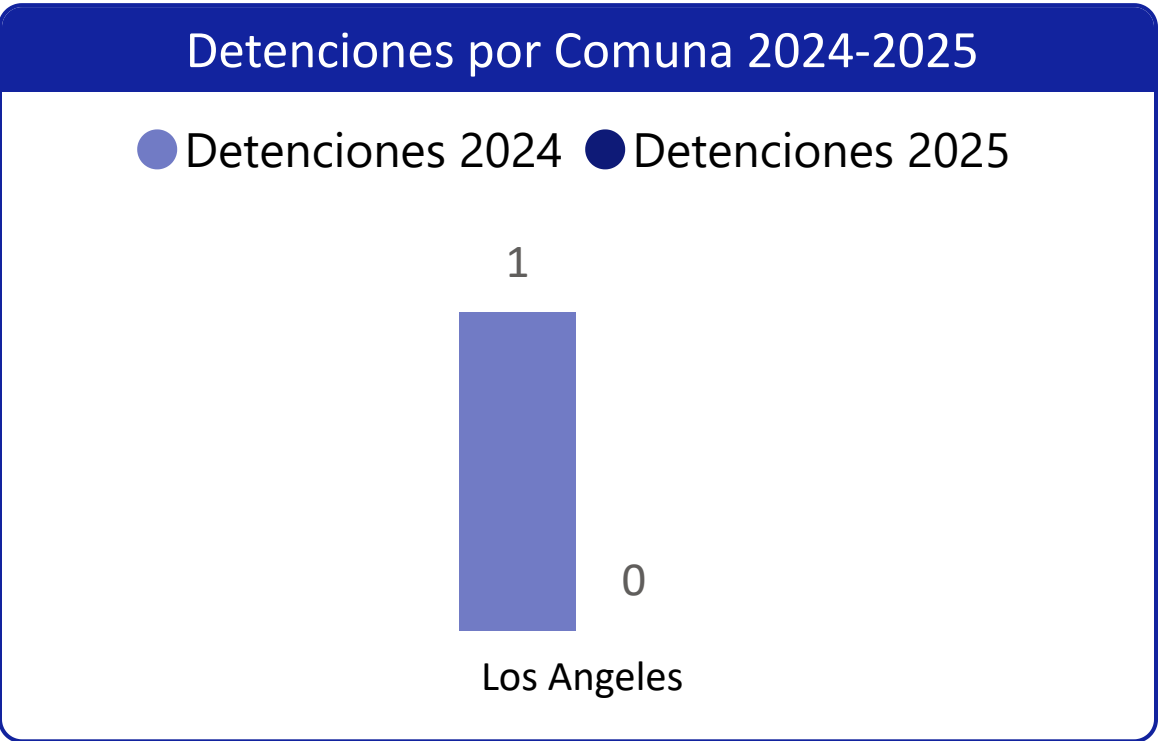 Detenciones por Comuna 2024-2025
Detenciones 2024 Detenciones 2025
1
0
Los Angeles